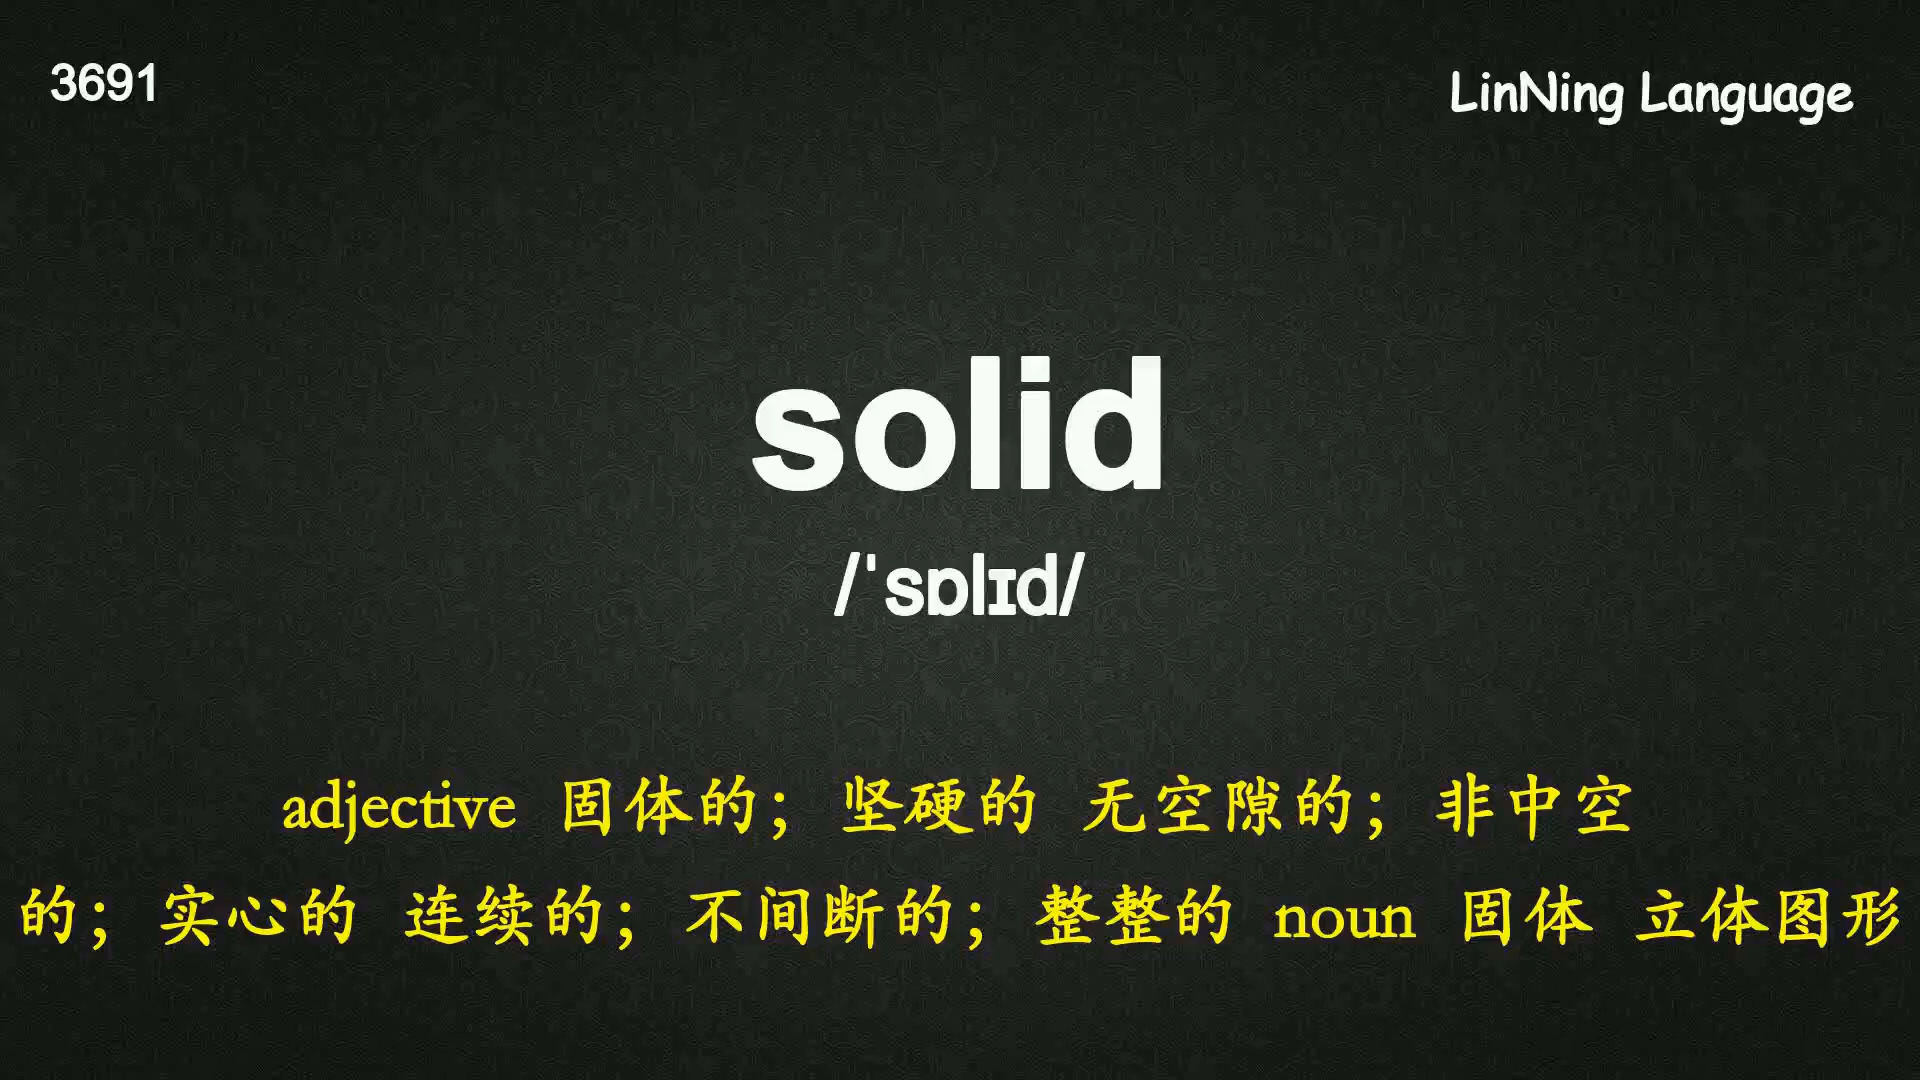 3691
LinNing Language
solid
/ˈsɒlɪd/
adjective 固体的；坚硬的 无空隙的；非中空
的；实心的 连续的；不间断的；整整的 noun 固体 立体图形